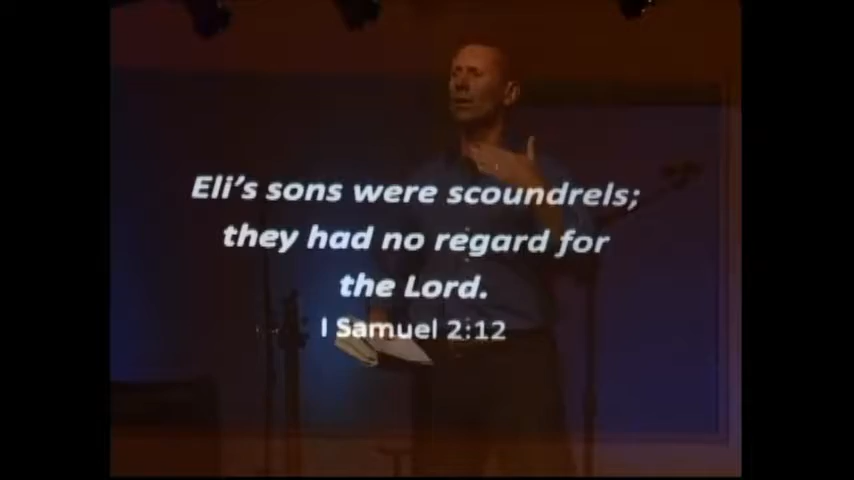 Eli's sons were scoundrels;
they had no regard for
the Lord.
I Samuel 2:12